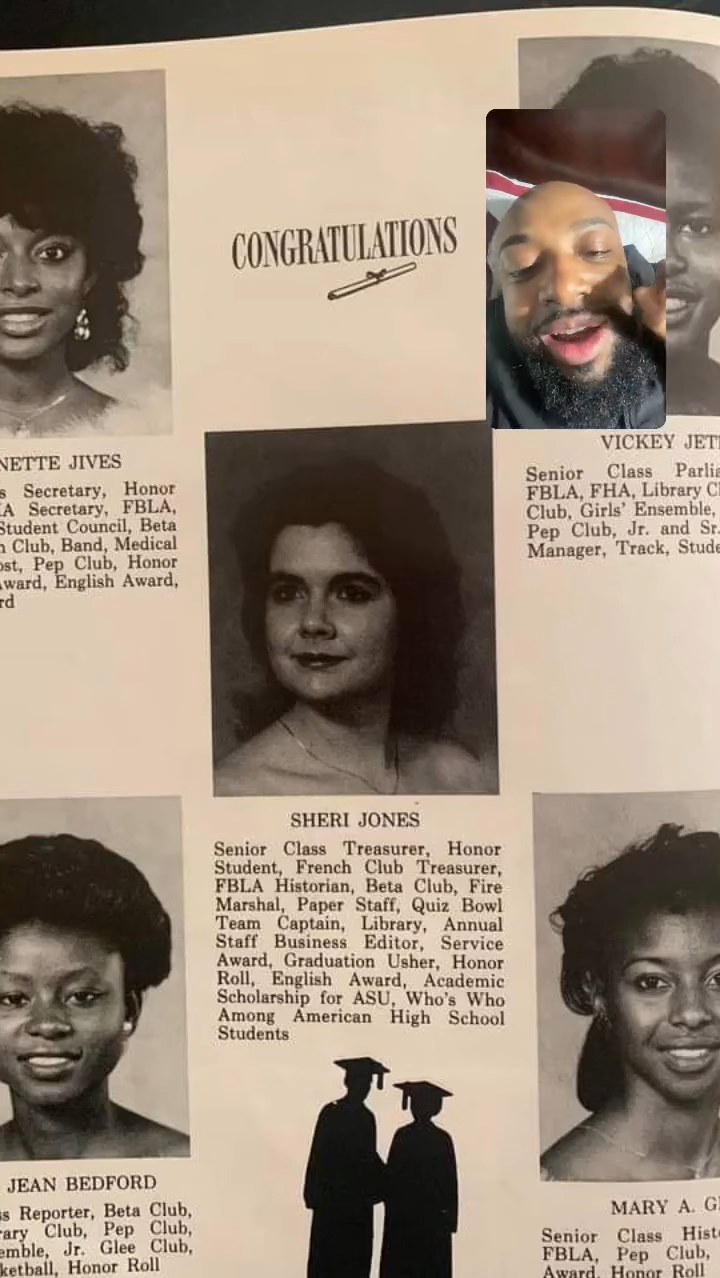 CONGRATULATIONS
NETTE JIVES
s Secretary, Honor
A Secretary, FBLA,
Student Council, Beta
Club, Band, Medical
ost, Pep Club, Honor
ward, English Award,
rd
VICKEY JET
Senior Class Parlia
FBLA, FHA, Library Cl
Club, Girls' Ensemble,
Pep Club, Jr. and Sr.
Manager, Track, Stude
SHERI JONES
Senior Class Treasurer, Honor
Student, French Club Treasurer,
FBLA Historian, Beta Club, Fire
Marshal, Paper Staff, Quiz Bowl
Team Captain, Library, Annual
Staff Business Editor, Service
Award, Graduation Usher, Honor
Roll, English Award, Academic
Scholarship for ASU, Who's Who
Among American High School
Students
JEAN BEDFORD
ss Reporter, Beta Club,
rary Club, Pep Club,
emble, Jr. Glee Club,
ketball, Honor Roll
MARY A. G
Senior Class Histo
FBLA, Pep Club,
Award, Honor Roll